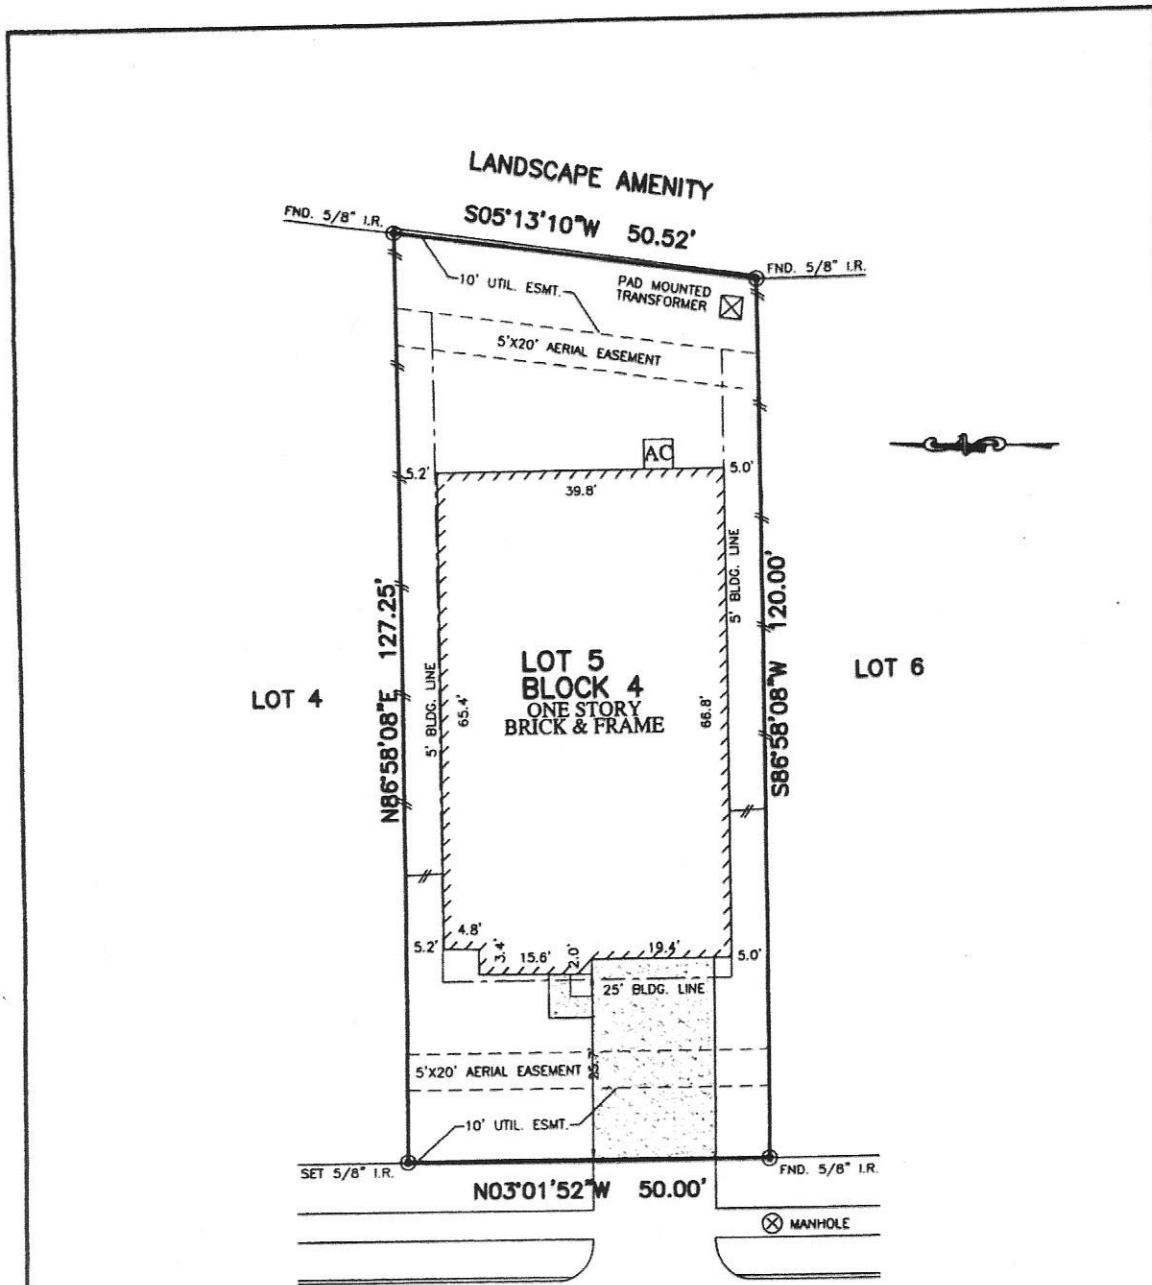 LANDSCAPE AMENITY
FND. 5/8" I.R.
S05°13'10"W 50.52'
FND. 5/8" I.R.
10' UTIL. ESMT.
PAD MOUNTED
TRANSFORMER
5'X20' AERIAL EASEMENT
AC
5.2'
5.0'
39.8'
5' BLDG. LINE
N86°58'08"E 127.25'
S86°58'08"W 120.00'
LOT 4
LOT 5
BLOCK 4
ONE STORY
BRICK & FRAME
LOT 6
5' BLDG. LINE
65.4'
66.8'
5.2'
4.8'
3.4'
15.6'
2.0'
19.4'
5.0'
25' BLDG. LINE
5'X20' AERIAL EASEMENT
10' UTIL. ESMT.
SET 5/8" I.R.
FND. 5/8" I.R.
N03°01'52"W 50.00'
MANHOLE